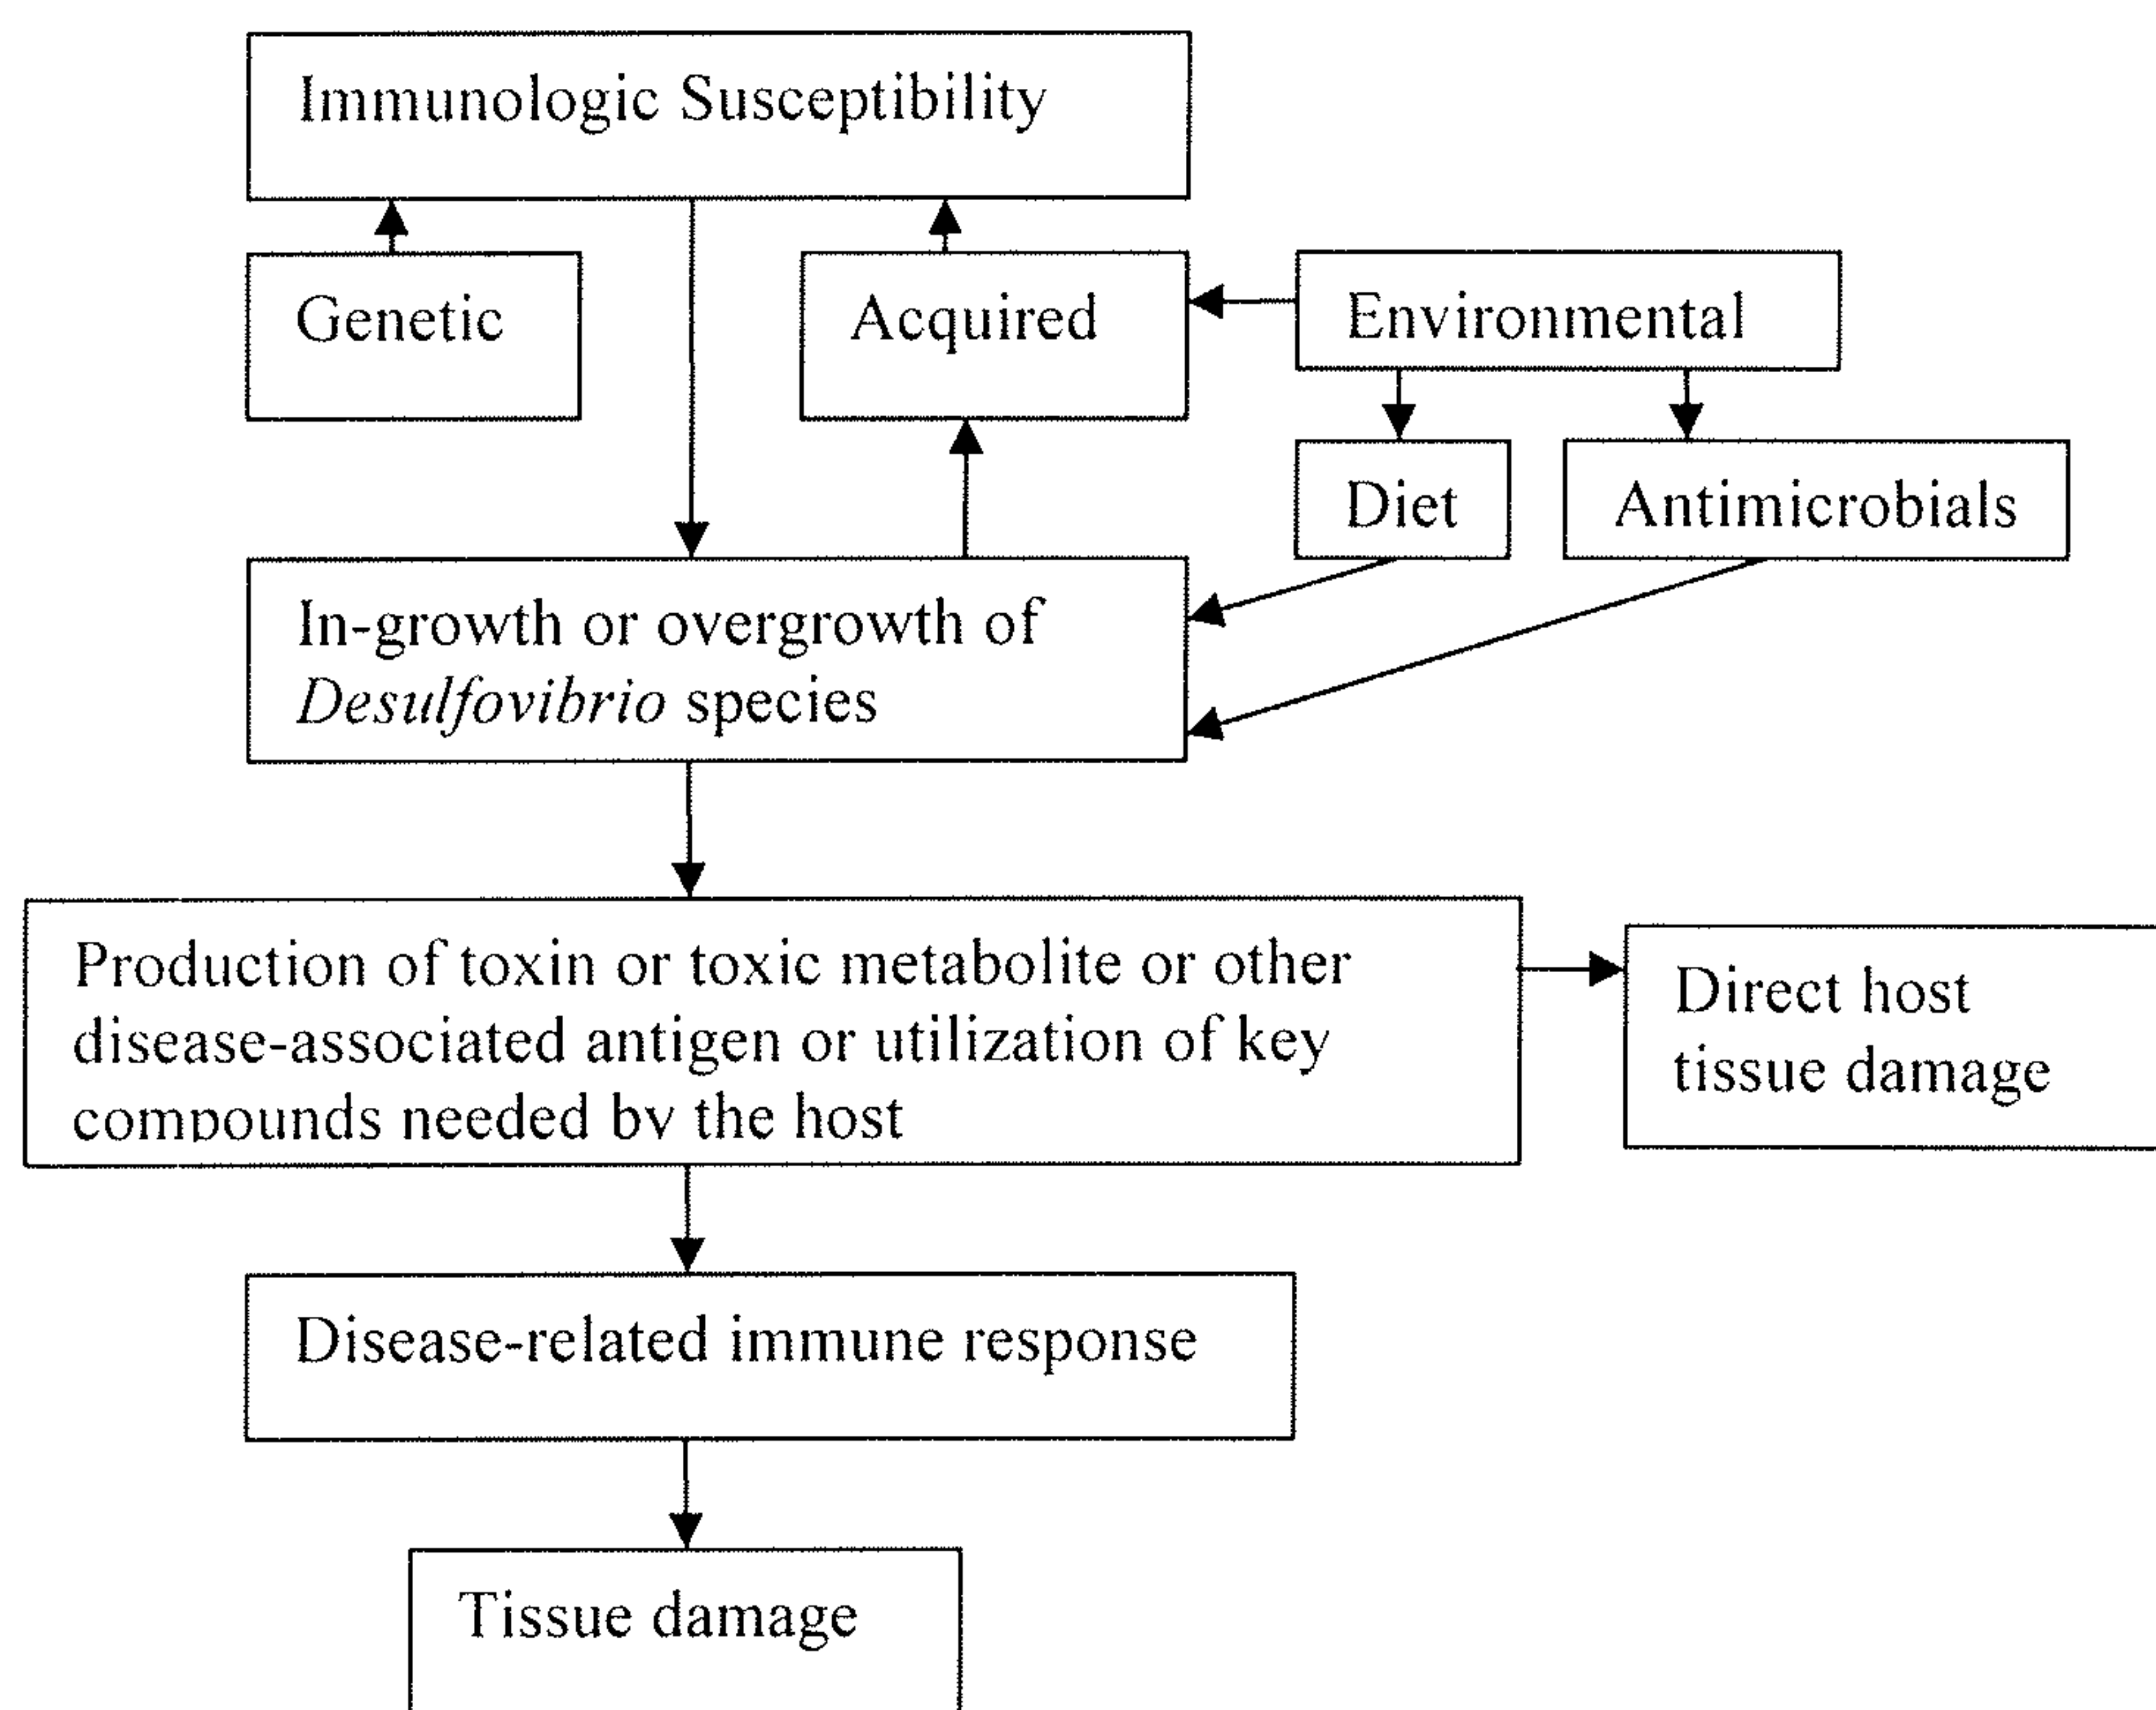 Immunologic Susceptibility
Genetic
Acquired
Environmental
Diet
Antimicrobials
In-growth or overgrowth of
Desulfovibrio species
Production of toxin or toxic metabolite or other
disease-associated antigen or utilization of key
compounds needed by the host
Direct host
tissue damage
Disease-related immune response
Tissue damage